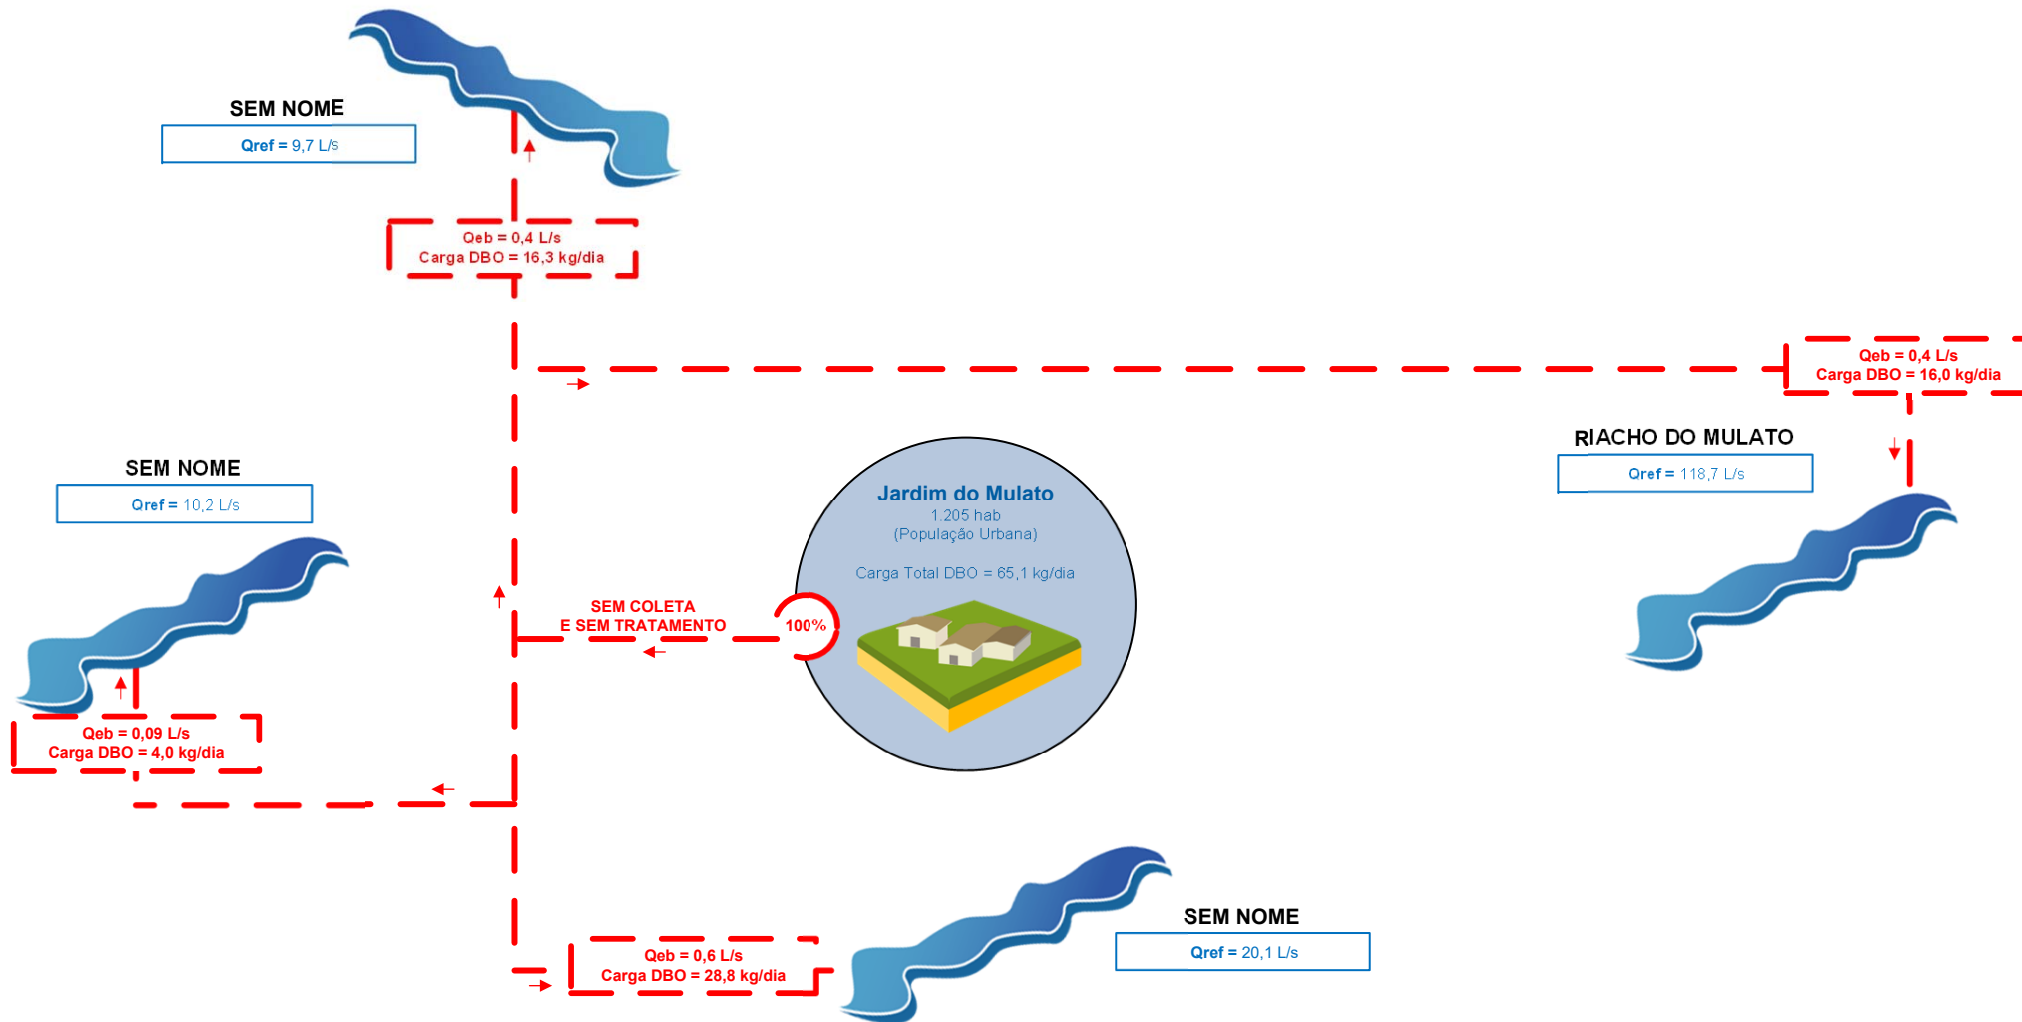 SEM NOME
Qref = 9,7 L/s
Qeb = 0,4 L/s
Carga DBO = 16,3 kg/dia
Qeb = 0,4 L/s
Carga DBO = 16,0 kg/dia
RIACHO DO MULATO
Qref = 118,7 L/s
SEM NOME
Qref = 10,2 L/s
Jardim do Mulato
1.205 hab
(População Urbana)
Carga Total DBO = 65,1 kg/dia
SEM COLETA
E SEM TRATAMENTO
100%
Qeb = 0,09 L/s
Carga DBO = 4,0 kg/dia
SEM NOME
Qref = 20,1 L/s
Qeb = 0,6 L/s
Carga DBO = 28,8 kg/dia